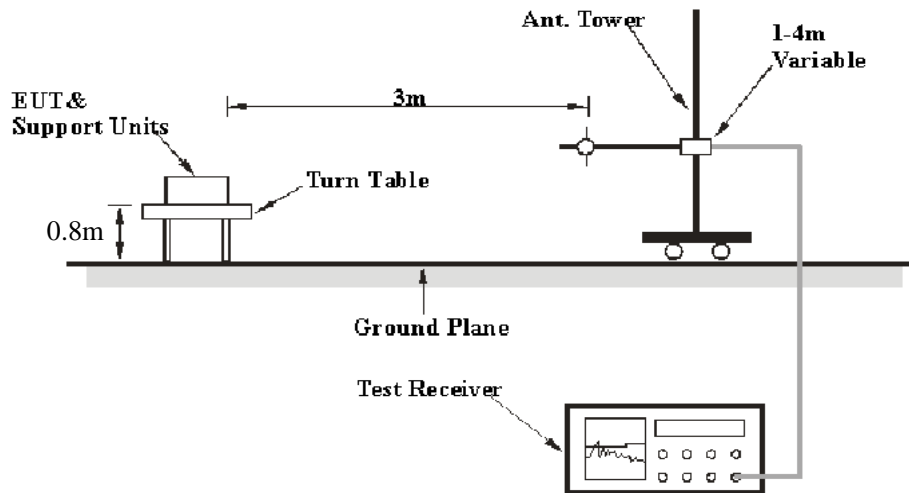 Ant. Tower
1-4m
Variable
3m
EUT&
Support Units
Turn Table
0.8m
Ground Plane
Test Receiver